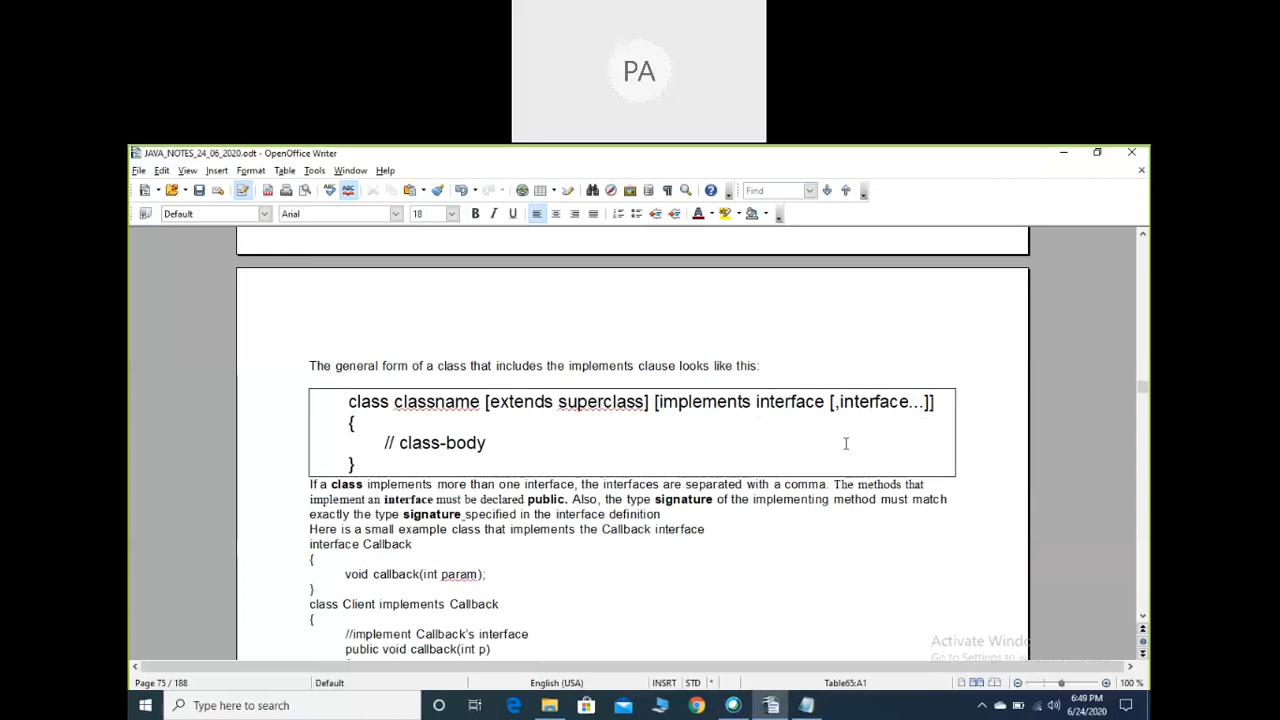 PA
JAVA_NOTES_24_06_2020.odt - OpenOffice Writer
File Edit View Insert Format Table Tools Window Help
Find
Default Arial 18 B I U A
The general form of a class that includes the implements clause looks like this:
class classname [extends superclass] [implements interface [,interface...]]
{
// class-body
}
If a class implements more than one interface, the interfaces are separated with a comma. The methods that
implement an interface must be declared public. Also, the type signature of the implementing method must match
exactly the type signature specified in the interface definition
Here is a small example class that implements the Callback interface
interface Callback
{
void callback(int param);
}
class Client implements Callback
{
//implement Callback's interface
public void callback(int p)
Activate Windo
Go to Settings to a
Page 75 / 188 Default English (USA) INSRT STD * Table65:A1 100 %
Type here to search
6:49 PM
6/24/2020